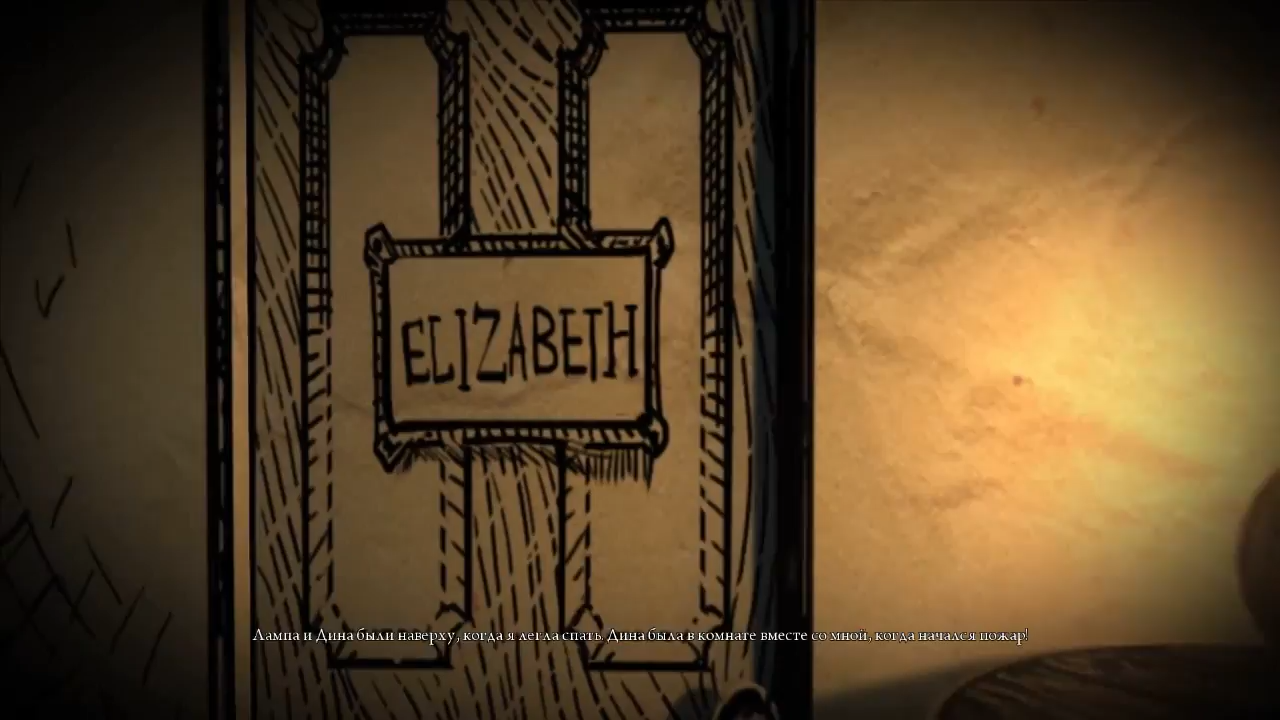 ELIZABETH
Лампа и Дина были наверху, когда я легла спать. Дина была в комнате вместе со мной, когда начался пожар!